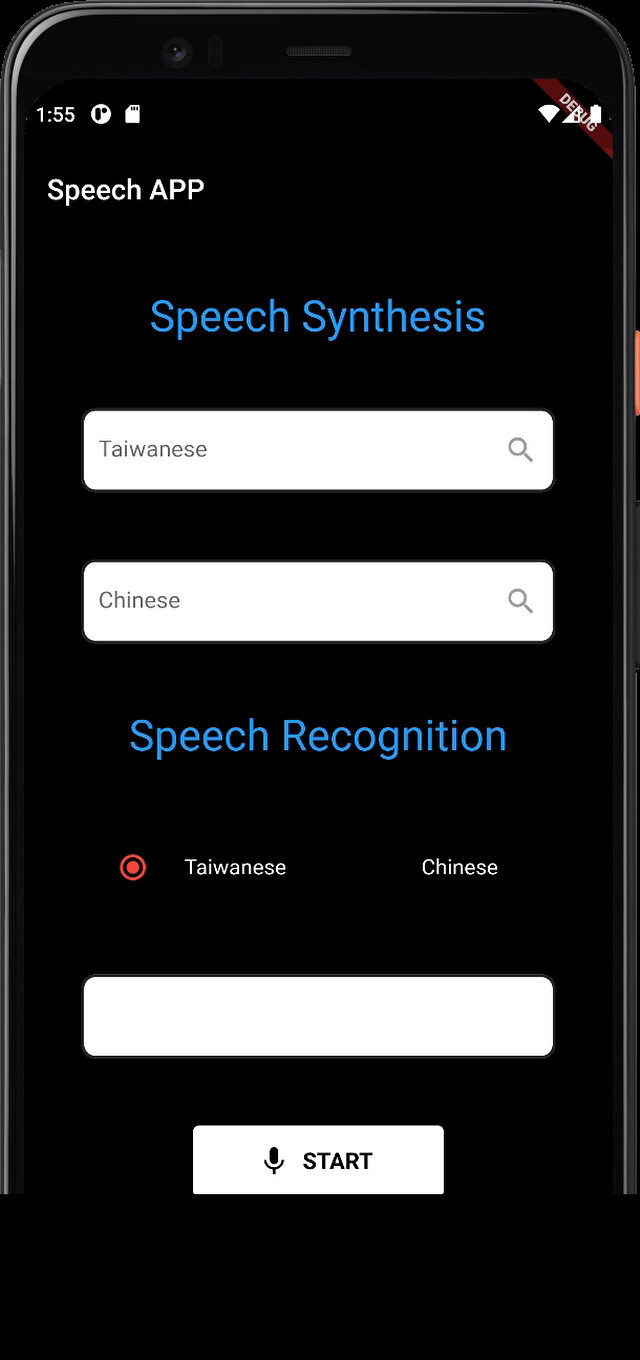 1:55
DEBUG
Speech APP
Speech Synthesis
Taiwanese
Chinese
Speech Recognition
Taiwanese Chinese
START